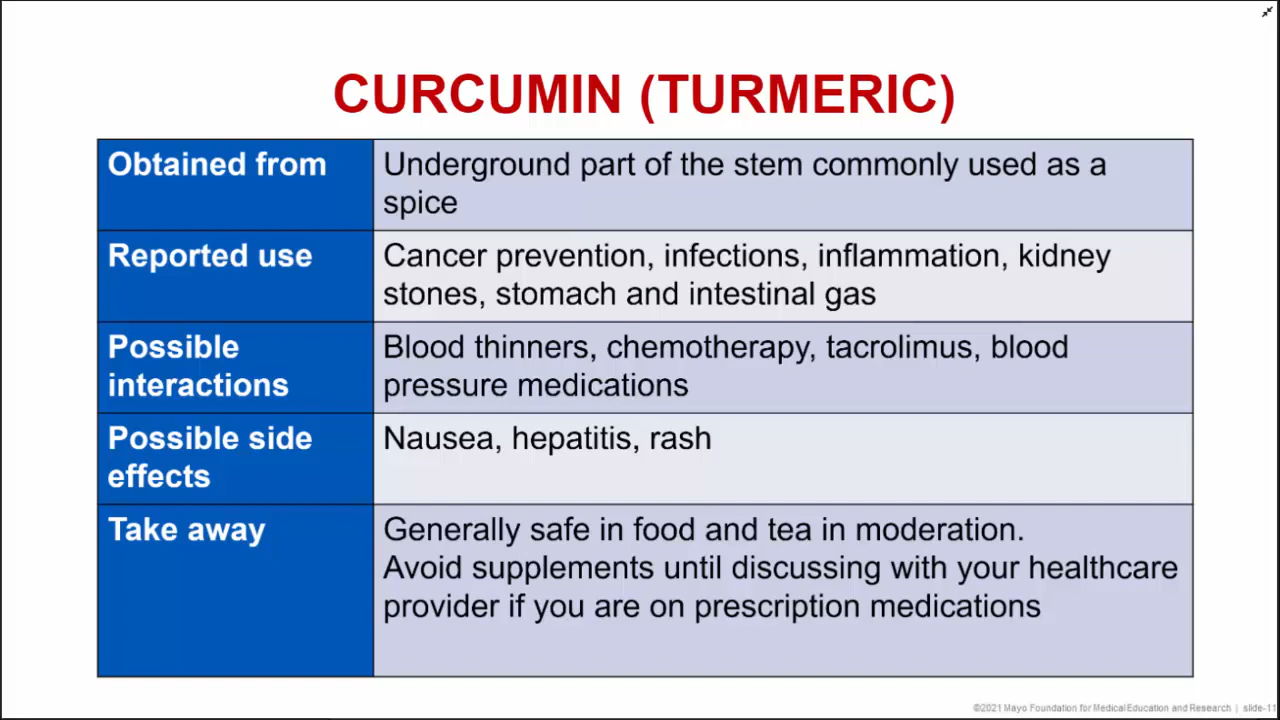 CURCUMIN (TURMERIC)
Obtained from
Underground part of the stem commonly used as a
spice
Reported use
Cancer prevention, infections, inflammation, kidney
stones, stomach and intestinal gas
Possible
interactions
Blood thinners, chemotherapy, tacrolimus, blood
pressure medications
Possible side
effects
Nausea, hepatitis, rash
Take away
Generally safe in food and tea in moderation.
Avoid supplements until discussing with your healthcare
provider if you are on prescription medications
©2021 Mayo Foundation for Medical Education and Research | slide-11